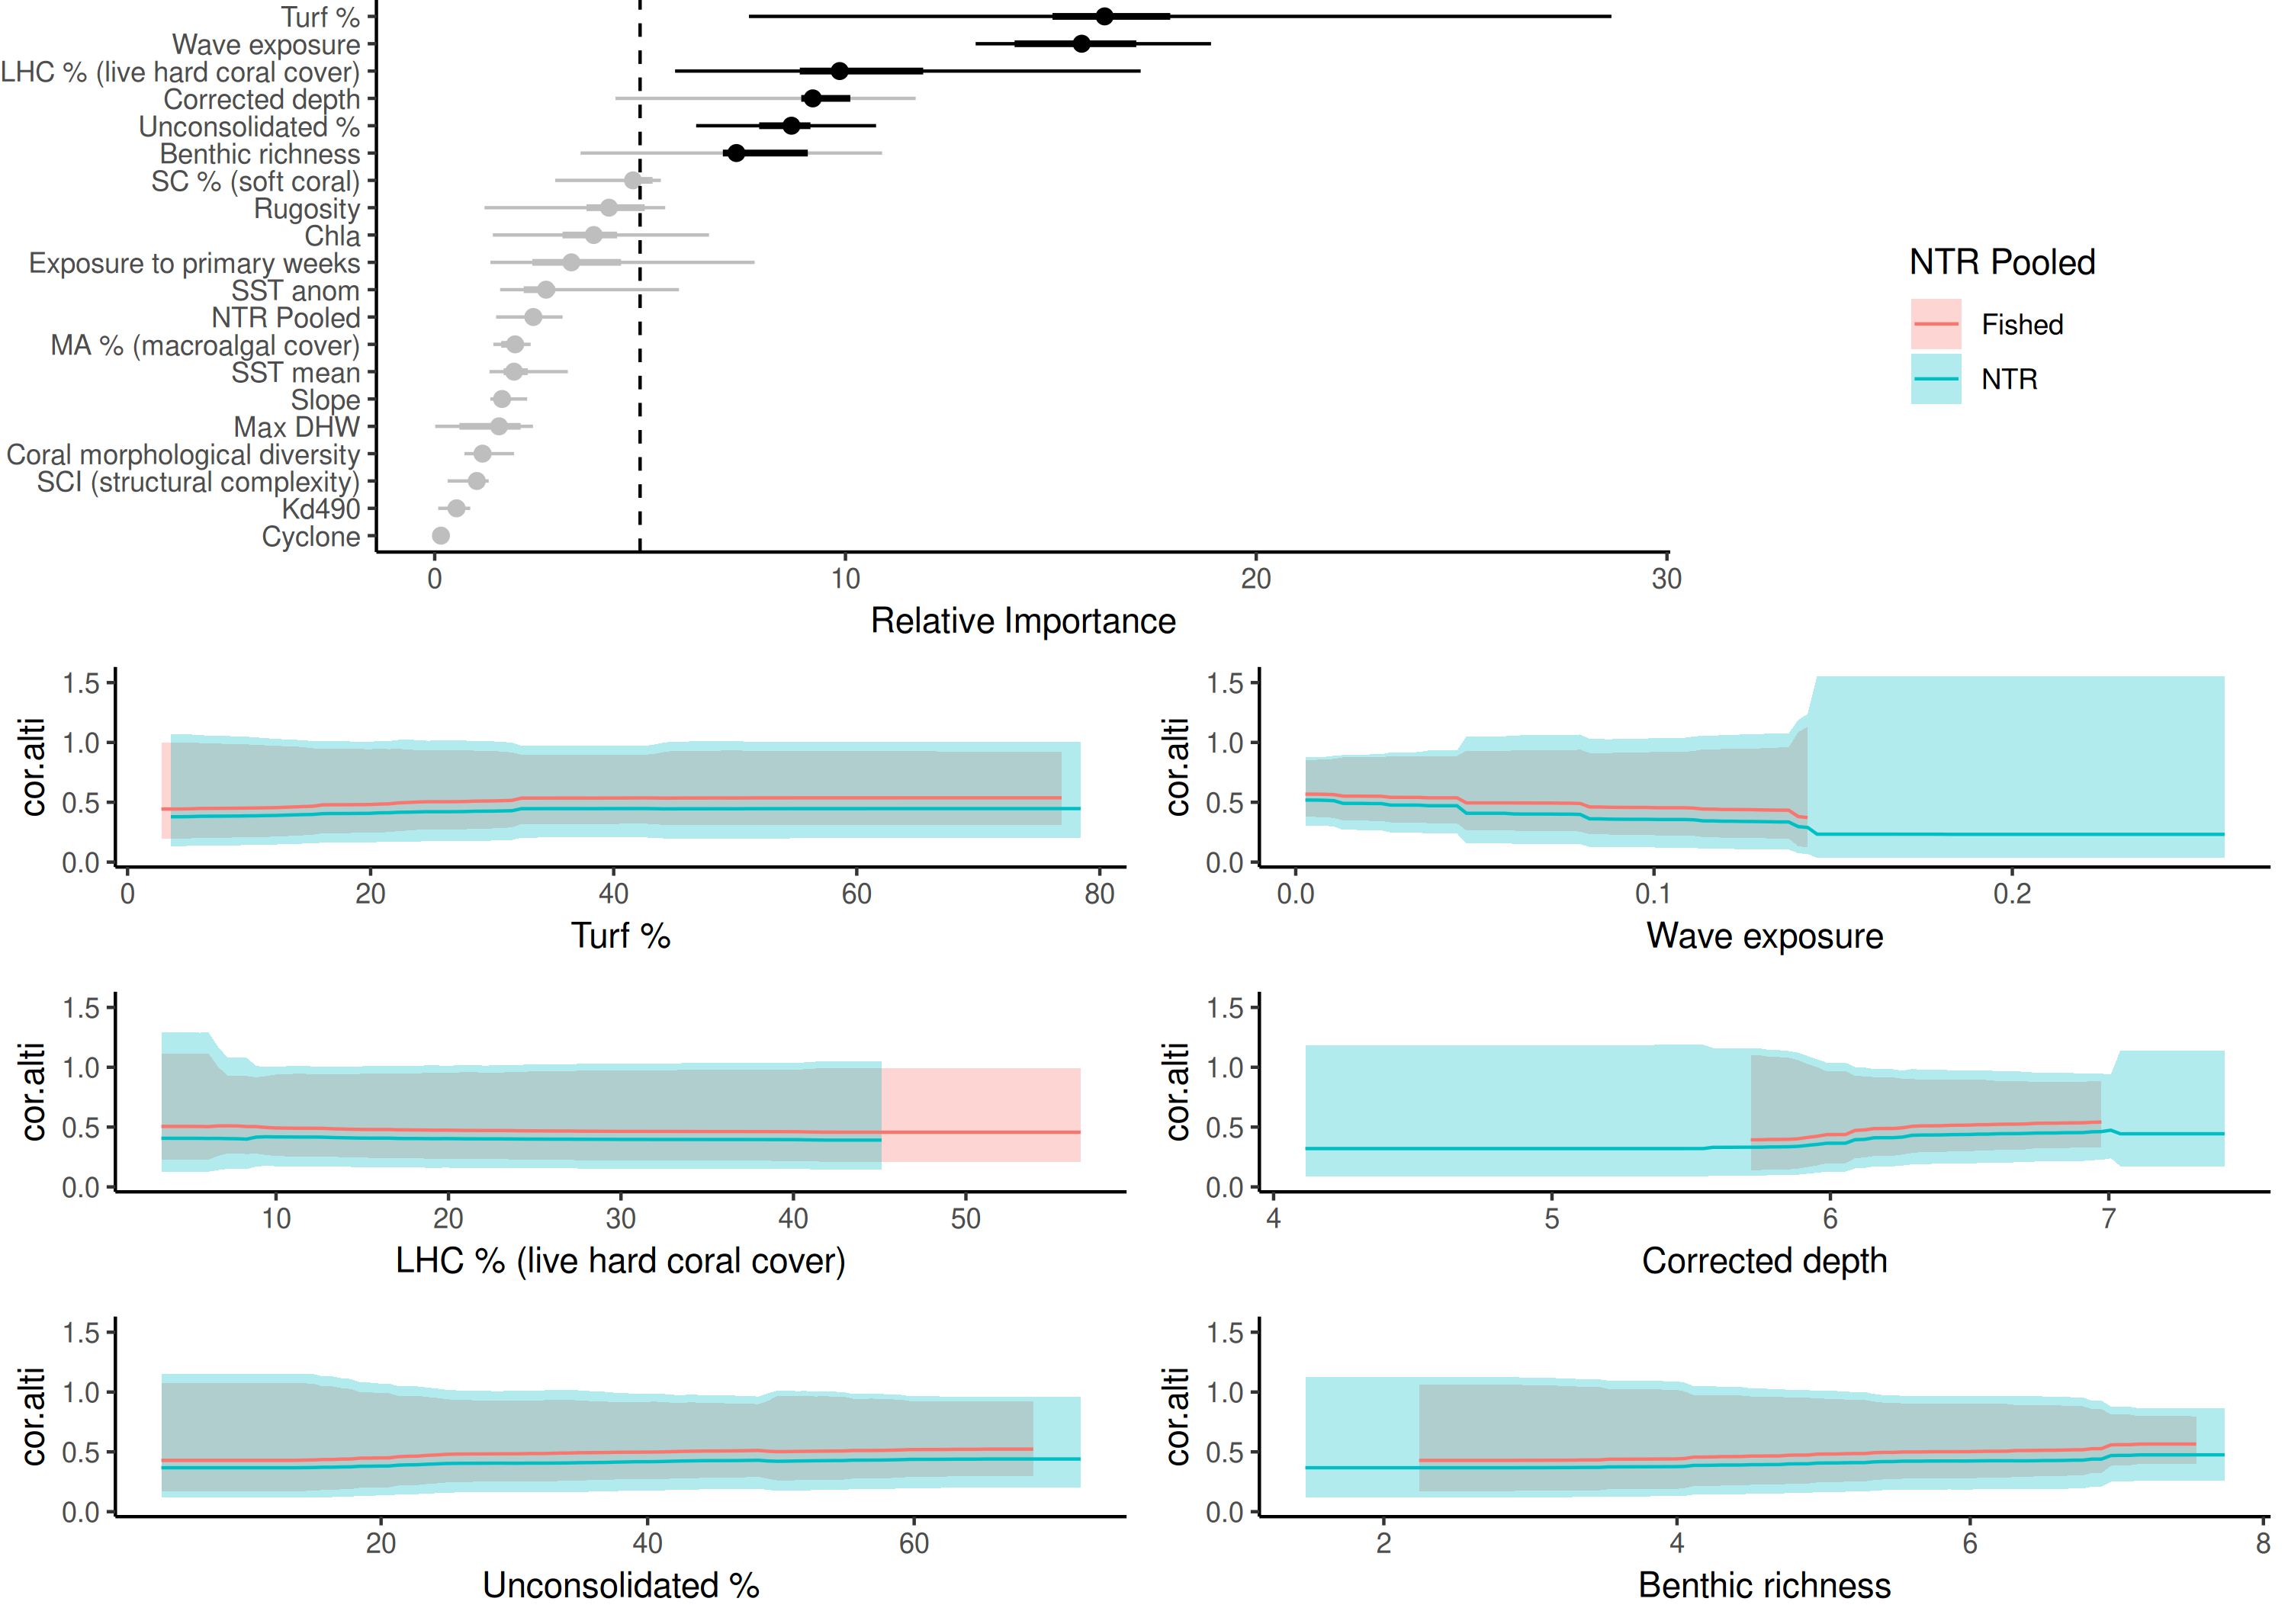 Turf %
Wave exposure
LHC % (live hard coral cover)
Corrected depth
Unconsolidated %
Benthic richness
SC % (soft coral)
Rugosity
Chla
Exposure to primary weeks
SST anom
NTR Pooled
MA % (macroalgal cover)
SST mean
Slope
Max DHW
Coral morphological diversity
SCI (structural complexity)
Kd490
Cyclone
0 10 20 30
Relative Importance
NTR Pooled
Fished
NTR
cor.alti
1.5
1.0
0.5
0.0
0 20 40 60 80
Turf %
cor.alti
1.5
1.0
0.5
0.0
0.0 0.1 0.2
Wave exposure
cor.alti
1.5
1.0
0.5
0.0
10 20 30 40 50
LHC % (live hard coral cover)
cor.alti
1.5
1.0
0.5
0.0
4 5 6 7
Corrected depth
cor.alti
1.5
1.0
0.5
0.0
20 40 60
Unconsolidated %
cor.alti
1.5
1.0
0.5
0.0
2 4 6 8
Benthic richness